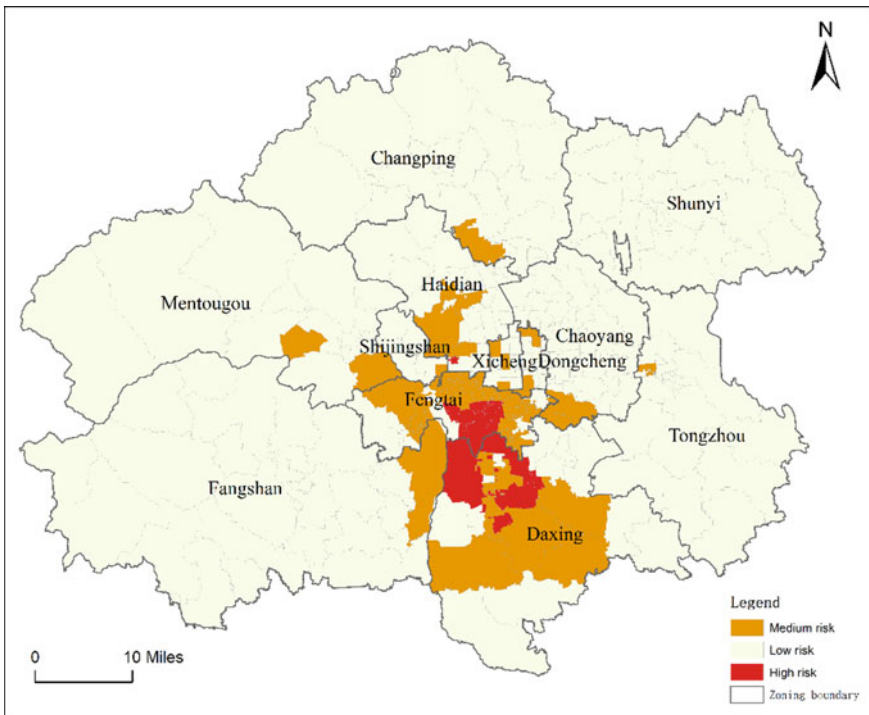 N
Changping
Shunyi
Haidian
Mentougou
Chaoyang
Shijingshan
XichengDongcheng
Fengtai
Tongzhou
Fangshan
Daxing
Legend
Medium risk
Low risk
High risk
Zoning boundary
0 10 Miles